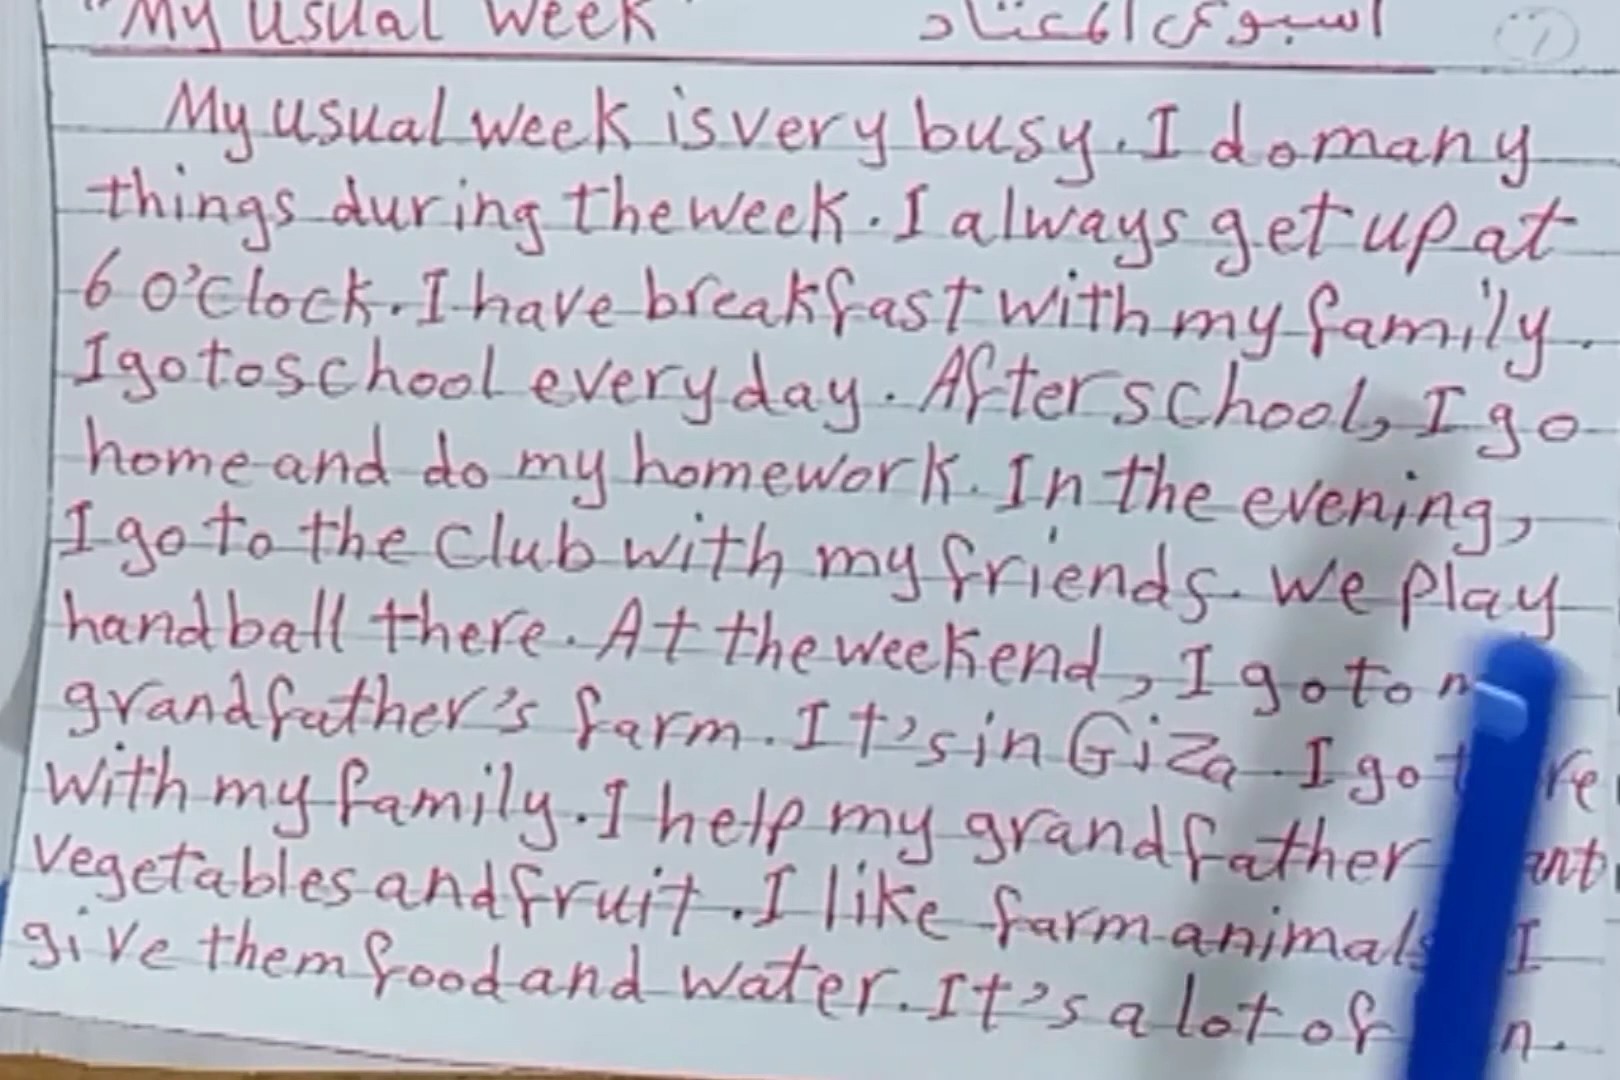 "My usual week" اسبوعى المعتاد
My usual week is very busy. I do many
things during the week. I always get up at
6 o'clock. I have breakfast with my family.
I go to school every day. After school, I go
home and do my homework. In the evening,
I go to the club with my friends. We play
handball there. At the weekend, I go to
grandfather's farm. It's in Giza. I go
with my family. I help my grandfather
vegetables and fruit. I like farm animals I
give them food and water. It's a lot of